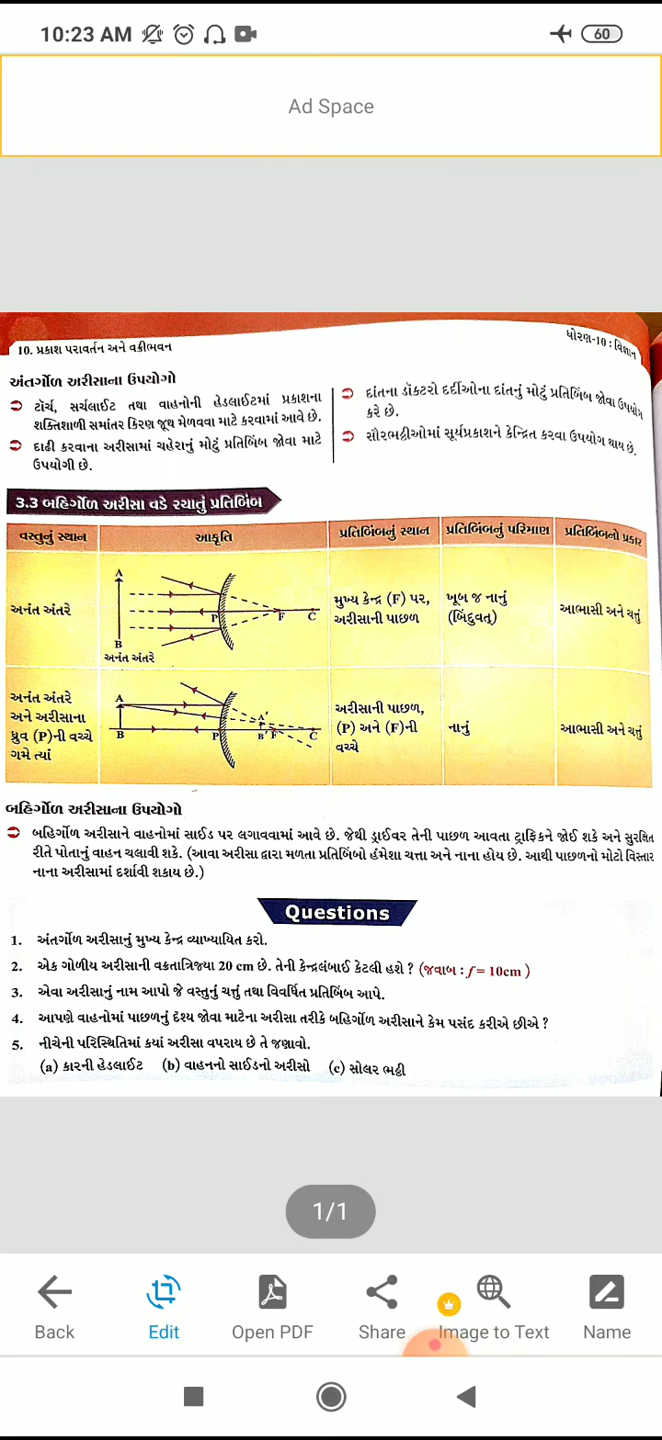 10:23 AM
60
Ad Space
10. પ્રકાશ પરાવર્તન અને વક્રીભવન
ધોરણ-10 : વિજ્ઞાન
અંતર્ગોળ અરીસાના ઉપયોગો
ટૉર્ચ, સર્ચલાઈટ તથા વાહનોની હેડલાઈટમાં પ્રકાશના
શક્તિશાળી સમાંતર કિરણ જૂથ મેળવવા માટે કરવામાં આવે છે.
દાઢી કરવાના અરીસામાં ચહેરાનું મોટું પ્રતિબિંબ જોવા માટે
ઉપયોગી છે.
દાંતના ડૉક્ટરો દર્દીઓના દાંતનું મોટું પ્રતિબિંબ જોવા ઉપયોગ
કરે છે.
સૌરભઠ્ઠીઓમાં સૂર્યપ્રકાશને કેન્દ્રિત કરવા ઉપયોગ થાય છે.
3.3 બહિર્ગોળ અરીસા વડે રચાતું પ્રતિબિંબ
વસ્તુનું સ્થાન આકૃતિ પ્રતિબિંબનું સ્થાન પ્રતિબિંબનું પરિમાણ પ્રતિબિંબનો પ્રકાર
અનંત અંતરે
A
P F C
B
અનંત અંતરે
મુખ્ય કેન્દ્ર (F) પર,
અરીસાની પાછળ
ખૂબ જ નાનું
(બિંદુવત્)
આભાસી અને ચત્તું
અનંત અંતરે
અને અરીસાના
ધ્રુવ (P)ની વચ્ચે
ગમે ત્યાં
A A'
B P B' F C
અરીસાની પાછળ,
(P) અને (F)ની
વચ્ચે
નાનું
આભાસી અને ચત્તું
બહિર્ગોળ અરીસાના ઉપયોગો
બહિર્ગોળ અરીસાને વાહનોમાં સાઈડ પર લગાવવામાં આવે છે. જેથી ડ્રાઈવર તેની પાછળ આવતા ટ્રાફિકને જોઈ શકે અને સુરક્ષિત
રીતે પોતાનું વાહન ચલાવી શકે. (આવા અરીસા દ્વારા મળતા પ્રતિબિંબો હંમેશા ચત્તા અને નાના હોય છે. આથી પાછળનો મોટો વિસ્તાર
નાના અરીસામાં દર્શાવી શકાય છે.)
Questions
1. અંતર્ગોળ અરીસાનું મુખ્ય કેન્દ્ર વ્યાખ્યાયિત કરો.
2. એક ગોળીય અરીસાની વક્રતાત્રિજ્યા 20 cm છે. તેની કેન્દ્રલંબાઈ કેટલી હશે ? (જવાબ : f = 10cm )
3. એવા અરીસાનું નામ આપો જે વસ્તુનું ચત્તું તથા વિવર્ધિત પ્રતિબિંબ આપે.
4. આપણે વાહનોમાં પાછળનું દૃશ્ય જોવા માટેના અરીસા તરીકે બહિર્ગોળ અરીસાને કેમ પસંદ કરીએ છીએ ?
5. નીચેની પરિસ્થિતિમાં કયાં અરીસા વપરાય છે તે જણાવો.
(a) કારની હેડલાઈટ (b) વાહનનો સાઈડનો અરીસો (c) સોલર ભઠ્ઠી
1/1
Back Edit Open PDF Share Image to Text Name